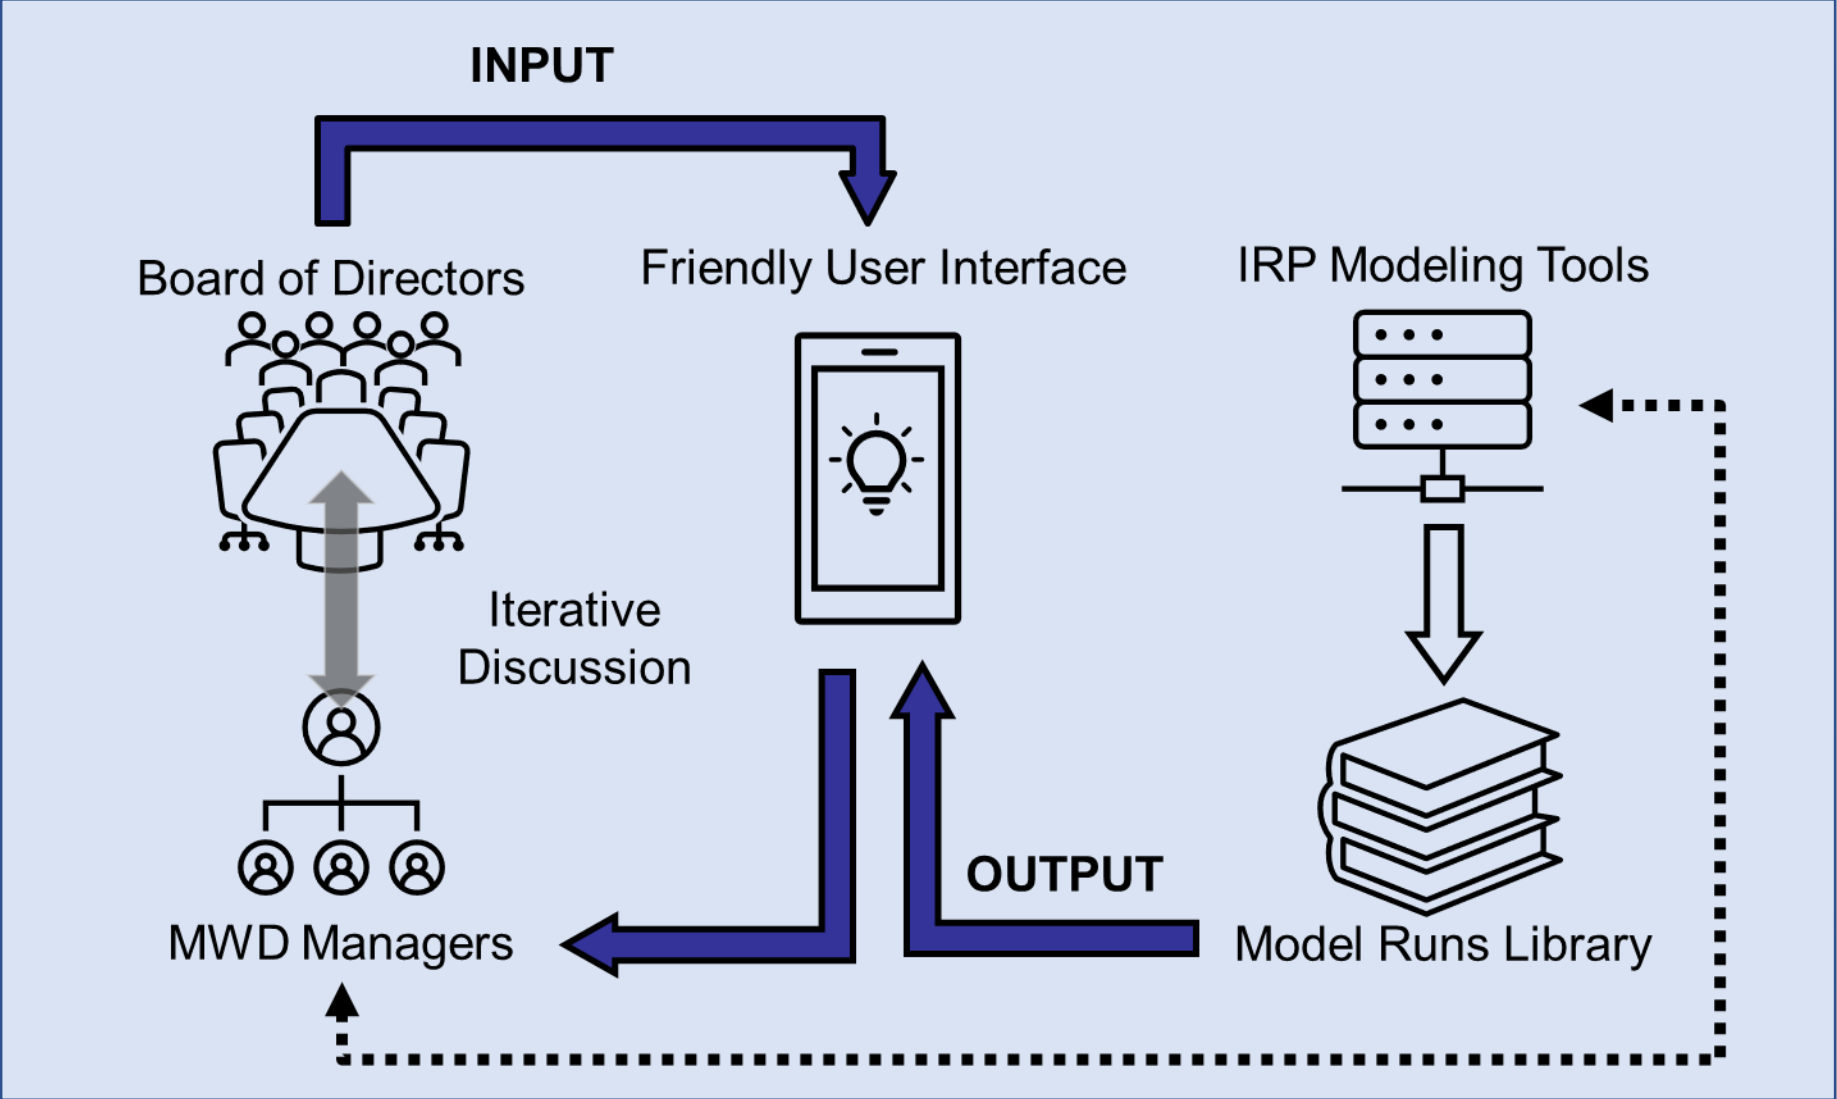 INPUT
Board of Directors
Friendly User Interface
IRP Modeling Tools
Iterative
Discussion
OUTPUT
MWD Managers
Model Runs Library